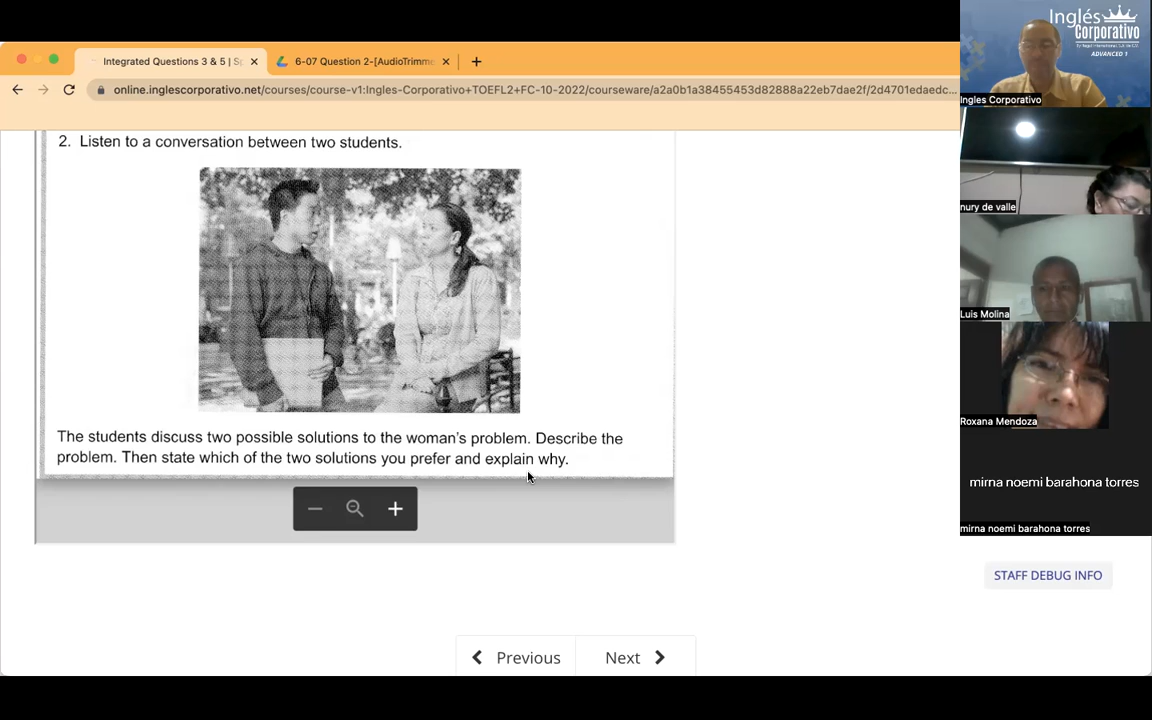 Integrated Questions 3 & 5 | S
6-07 Question 2-[AudioTrimme
online.inglescorporativo.net/courses/course-v1:Ingles-Corporativo+TOEFL2+FC-10-2022/courseware/a2a0b1a38455453d82888a22eb7dae2f/2d4701edaedc...
2. Listen to a conversation between two students.
The students discuss two possible solutions to the woman's problem. Describe the
problem. Then state which of the two solutions you prefer and explain why.
Previous
Next
Inglés
Corporativo
ADVANCED 1
Ingles Corporativo
nury de valle
Luis Molina
Roxana Mendoza
mirna noemi barahona torres
mirna noemi barahona torres
STAFF DEBUG INFO